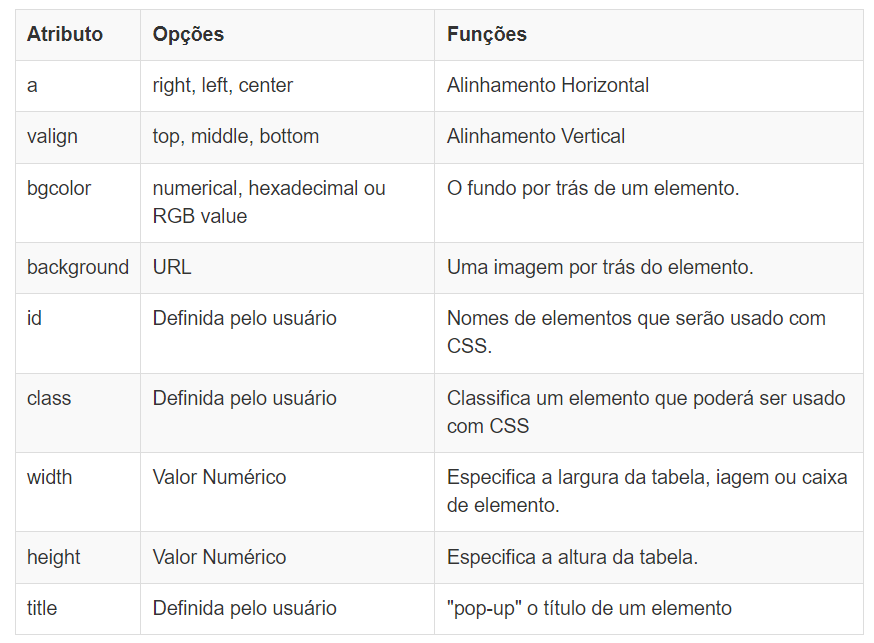 Atributo Opções Funções
a right, left, center Alinhamento Horizontal
valign top, middle, bottom Alinhamento Vertical
bgcolor numerical, hexadecimal ou O fundo por trás de um elemento.
RGB value
background URL Uma imagem por trás do elemento.
id Definida pelo usuário Nomes de elementos que serão usado com
CSS.
class Definida pelo usuário Classifica um elemento que poderá ser usado
com CSS
width Valor Numérico Especifica a largura da tabela, iagem ou caixa
de elemento.
height Valor Numérico Especifica a altura da tabela.
title Definida pelo usuário "pop-up" o título de um elemento